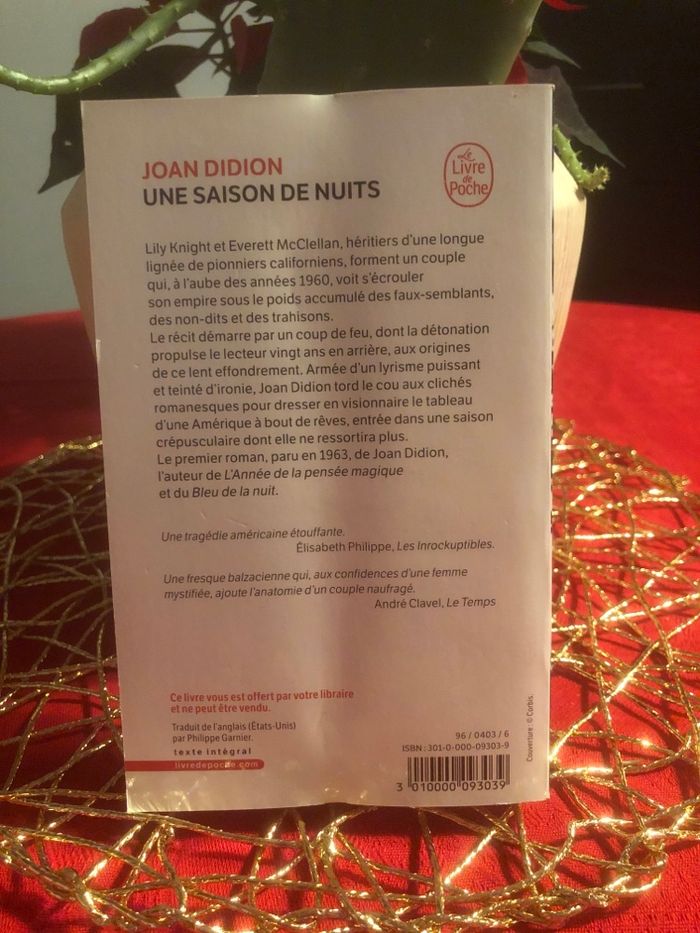 JOAN DIDION
UNE SAISON DE NUITS
Le
Livre
de
Poche
Lily Knight et Everett McClellan, héritiers d'une longue
lignée de pionniers californiens, forment un couple
qui, à l'aube des années 1960, voit s'écrouler
son empire sous le poids accumulé des faux-semblants,
des non-dits et des trahisons.
Le récit démarre par un coup de feu, dont la détonation
propulse le lecteur vingt ans en arrière, aux origines
de ce lent effondrement. Armée d'un lyrisme puissant
et teinté d'ironie, Joan Didion tord le cou aux clichés
romanesques pour dresser en visionnaire le tableau
d'une Amérique à bout de rêves, entrée dans une saison
crépusculaire dont elle ne ressortira plus.
Le premier roman, paru en 1963, de Joan Didion,
l'auteur de L'Année de la pensée magique
et du Bleu de la nuit.
Une tragédie américaine étouffante.
Élisabeth Philippe, Les Inrockuptibles.
Une fresque balzacienne qui, aux confidences d'une femme
mystifiée, ajoute l'anatomie d'un couple naufragé.
André Clavel, Le Temps
Ce livre vous est offert par votre libraire
et ne peut être vendu.
Traduit de l'anglais (États-Unis)
par Philippe Garnier.
texte intégral
livredepoche.com
96 / 0403 / 6
ISBN : 301-0-000-09303-9
3 010000 093039
Couverture : © Corbis.